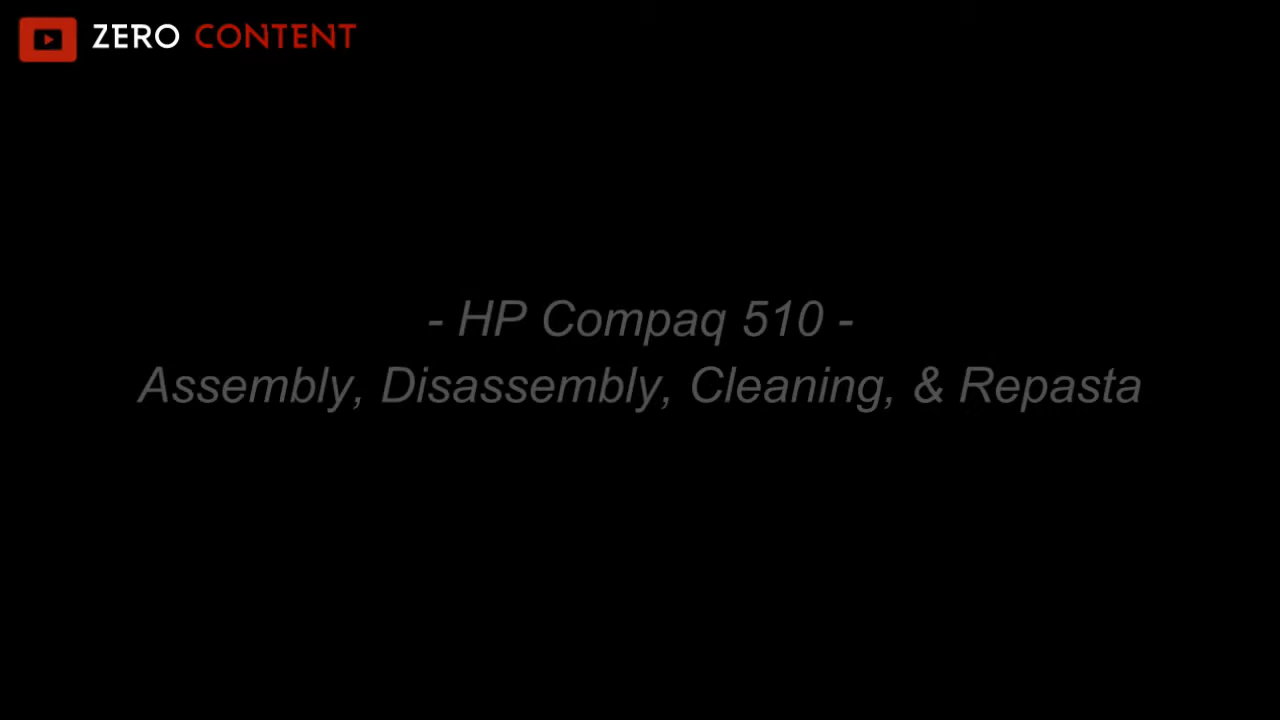 ZERO CONTENT
- HP Compaq 510 -
Assembly, Disassembly, Cleaning, & Repasta